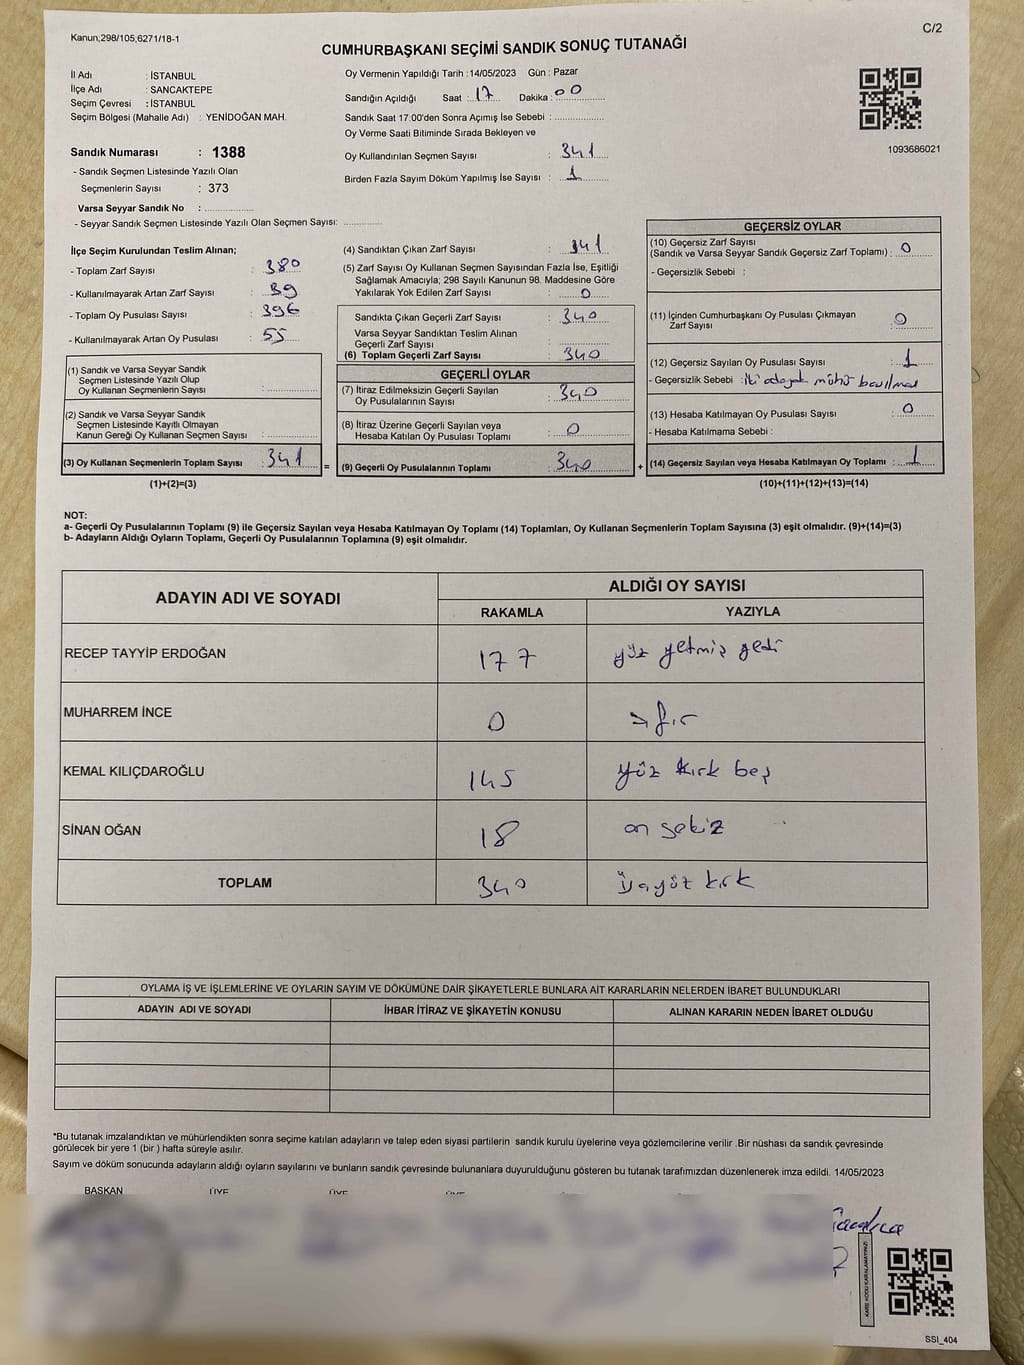 Kanun;298/105,6271/18-1
C/2
CUMHURBAŞKANI SEÇİMİ SANDIK SONUÇ TUTANAĞI
İl Adı : İSTANBUL
İlçe Adı : SANCAKTEPE
Seçim Çevresi : İSTANBUL
Seçim Bölgesi (Mahalle Adı) : YENİDOĞAN MAH.
Sandık Numarası : 1388
- Sandık Seçmen Listesinde Yazılı Olan
Seçmenlerin Sayısı : 373
Varsa Seyyar Sandık No : ................
- Seyyar Sandık Seçmen Listesinde Yazılı Olan Seçmen Sayısı: .............
Oy Vermenin Yapıldığı Tarih :14/05/2023 Gün : Pazar
Sandığın Açıldığı Saat : 17 Dakika : 00
Sandık Saat 17:00'den Sonra Açımış İse Sebebi : .................
Oy Verme Saati Bitiminde Sırada Bekleyen ve
Oy Kullandırılan Seçmen Sayısı : 341
Birden Fazla Sayım Döküm Yapılmış İse Sayısı : 1
1093686021
İlçe Seçim Kurulundan Teslim Alınan;
- Toplam Zarf Sayısı : 380
- Kullanılmayarak Artan Zarf Sayısı : 39
- Toplam Oy Pusulası Sayısı : 396
- Kullanılmayarak Artan Oy Pusulası : 55
(1) Sandık ve Varsa Seyyar Sandık
Seçmen Listesinde Yazılı Olup
Oy Kullanan Seçmenlerin Sayısı : ................
(2) Sandık ve Varsa Seyyar Sandık
Seçmen Listesinde Kayıtlı Olmayan
Kanun Gereği Oy Kullanan Seçmen Sayısı : ................
(3) Oy Kullanan Seçmenlerin Toplam Sayısı : 341
(1)+(2)=(3)
=
(4) Sandıktan Çıkan Zarf Sayısı : 341
(5) Zarf Sayısı Oy Kullanan Seçmen Sayısından Fazla İse, Eşitliği
Sağlamak Amacıyla; 298 Sayılı Kanunun 98. Maddesine Göre
Yakılarak Yok Edilen Zarf Sayısı : 0
Sandıkta Çıkan Geçerli Zarf Sayısı : 340
Varsa Seyyar Sandıktan Teslim Alınan
Geçerli Zarf Sayısı : ................
(6) Toplam Geçerli Zarf Sayısı : 340
GEÇERLİ OYLAR
(7) İtiraz Edilmeksizin Geçerli Sayılan
Oy Pusulalarının Sayısı : 340
(8) İtiraz Üzerine Geçerli Sayılan veya
Hesaba Katılan Oy Pusulası Toplamı : 0
(9) Geçerli Oy Pusulalarının Toplamı : 340
+
GEÇERSİZ OYLAR
(10) Geçersiz Zarf Sayısı
(Sandık ve Varsa Seyyar Sandık Geçersiz Zarf Toplamı) : 0
- Geçersizlik Sebebi :
(11) İçinden Cumhurbaşkanı Oy Pusulası Çıkmayan
Zarf Sayısı : 0
(12) Geçersiz Sayılan Oy Pusulası Sayısı : 1
- Geçersizlik Sebebi : iki adayak mühür basılması
(13) Hesaba Katılmayan Oy Pusulası Sayısı : 0
- Hesaba Katılmama Sebebi :
(14) Geçersiz Sayılan veya Hesaba Katılmayan Oy Toplamı : 1
(10)+(11)+(12)+(13)=(14)
NOT:
a- Geçerli Oy Pusulalarının Toplamı (9) ile Geçersiz Sayılan veya Hesaba Katılmayan Oy Toplamı (14) Toplamları, Oy Kullanan Seçmenlerin Toplam Sayısına (3) eşit olmalıdır. (9)+(14)=(3)
b- Adayların Aldığı Oyların Toplamı, Geçerli Oy Pusulalarının Toplamına (9) eşit olmalıdır.
ADAYIN ADI VE SOYADI
ALDIĞI OY SAYISI
RAKAMLA YAZIYLA
RECEP TAYYİP ERDOĞAN 177 yüz yetmiş yedi
MUHARREM İNCE 0 sıfır
KEMAL KILIÇDAROĞLU 145 yüz kırk beş
SİNAN OĞAN 18 on sekiz
TOPLAM 340 üçyüz kırk
OYLAMA İŞ VE İŞLEMLERİNE VE OYLARIN SAYIM VE DÖKÜMÜNE DAİR ŞİKAYETLERLE BUNLARA AİT KARARLARIN NELERDEN İBARET BULUNDUKLARI
ADAYIN ADI VE SOYADI İHBAR İTİRAZ VE ŞİKAYETİN KONUSU ALINAN KARARIN NEDEN İBARET OLDUĞU
*Bu tutanak imzalandıktan ve mühürlendikten sonra seçime katılan adayların ve talep eden siyasi partilerin sandık kurulu üyelerine veya gözlemcilerine verilir .Bir nüshası da sandık çevresinde
görülecek bir yere 1 (bir ) hafta süreyle asılır.
Sayım ve döküm sonucunda adayların aldığı oyların sayılarını ve bunların sandık çevresinde bulunanlara duyurulduğunu gösteren bu tutanak tarafımızdan düzenlenerek imza edildi. 14/05/2023
BAŞKAN ÜYE ÜYE ÜYE
KARE KODU KARALAMAYINIZ!
SSI_404